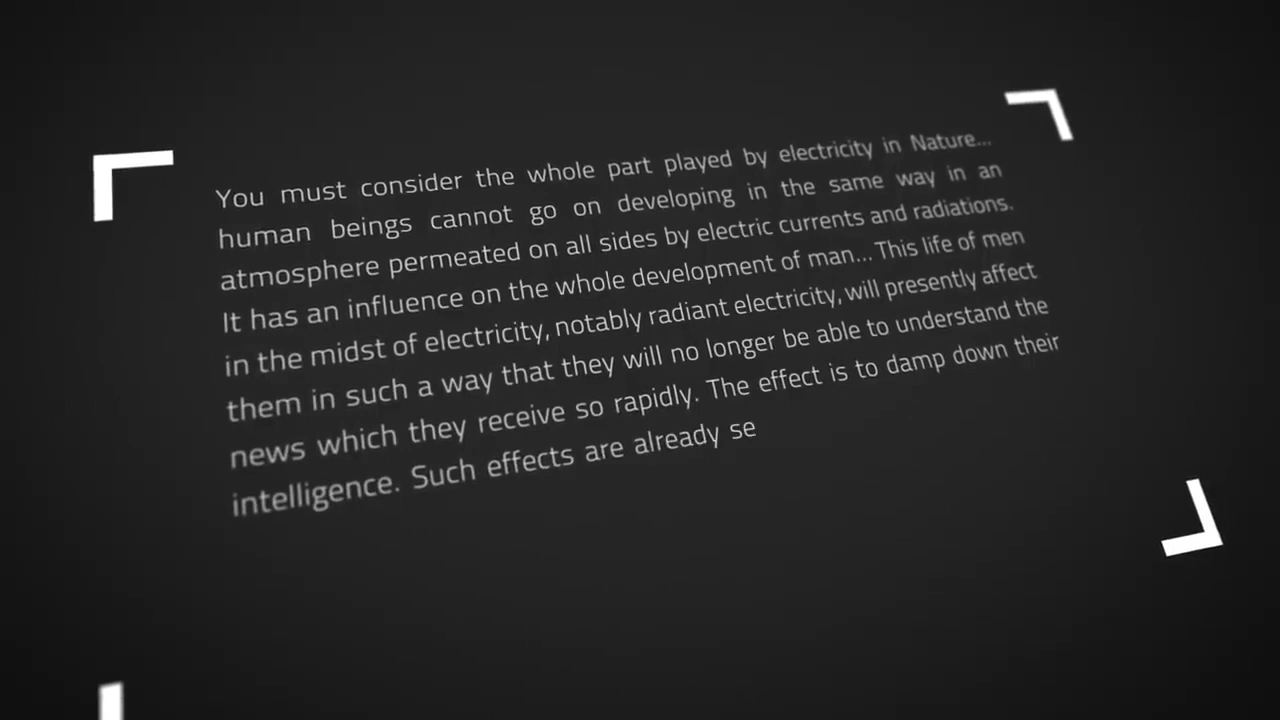 You must consider the whole part played by electricity in Nature...
human beings cannot go on developing in the same way in an
atmosphere permeated on all sides by electric currents and radiations.
It has an influence on the whole development of man... This life of men
in the midst of electricity, notably radiant electricity, will presently affect
them in such a way that they will no longer be able to understand the
news which they receive so rapidly. The effect is to damp down their
intelligence. Such effects are already se